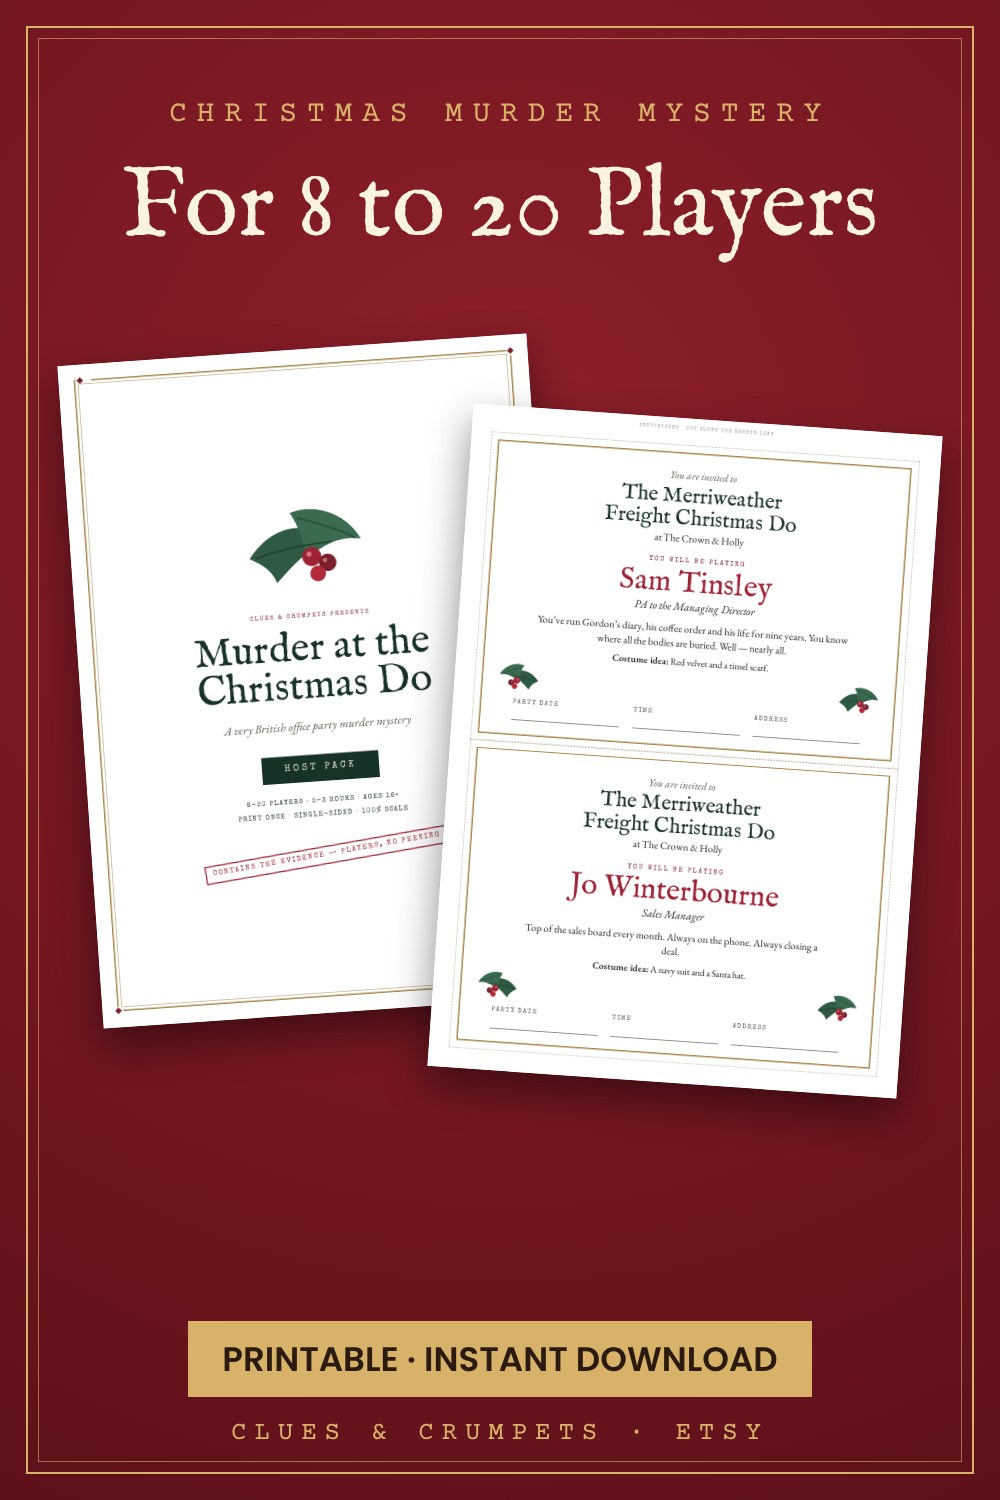 CHRISTMAS MURDER MYSTERY
For 8 to 20 Players
CLUES & CRUMPETS PRESENTS
Murder at the
Christmas Do
A very British office party murder mystery
HOST PACK
8–20 PLAYERS · 2–3 HOURS · AGES 16+
PRINT ONCE · SINGLE-SIDED · 100% SCALE
CONTAINS THE EVIDENCE — PLAYERS, NO PEEKING
INVITATIONS · CUT ALONG THE DASHED LINE
You are invited to
The Merriweather
Freight Christmas Do
at The Crown & Holly
YOU WILL BE PLAYING
Sam Tinsley
PA to the Managing Director
You've run Gordon's diary, his coffee order and his life for nine years. You know
where all the bodies are buried. Well — nearly all.
Costume idea: Red velvet and a tinsel scarf.
PARTY DATE TIME ADDRESS
You are invited to
The Merriweather
Freight Christmas Do
at The Crown & Holly
YOU WILL BE PLAYING
Jo Winterbourne
Sales Manager
Top of the sales board every month. Always on the phone. Always closing a
deal.
Costume idea: A navy suit and a Santa hat.
PARTY DATE TIME ADDRESS
PRINTABLE · INSTANT DOWNLOAD
CLUES & CRUMPETS · ETSY